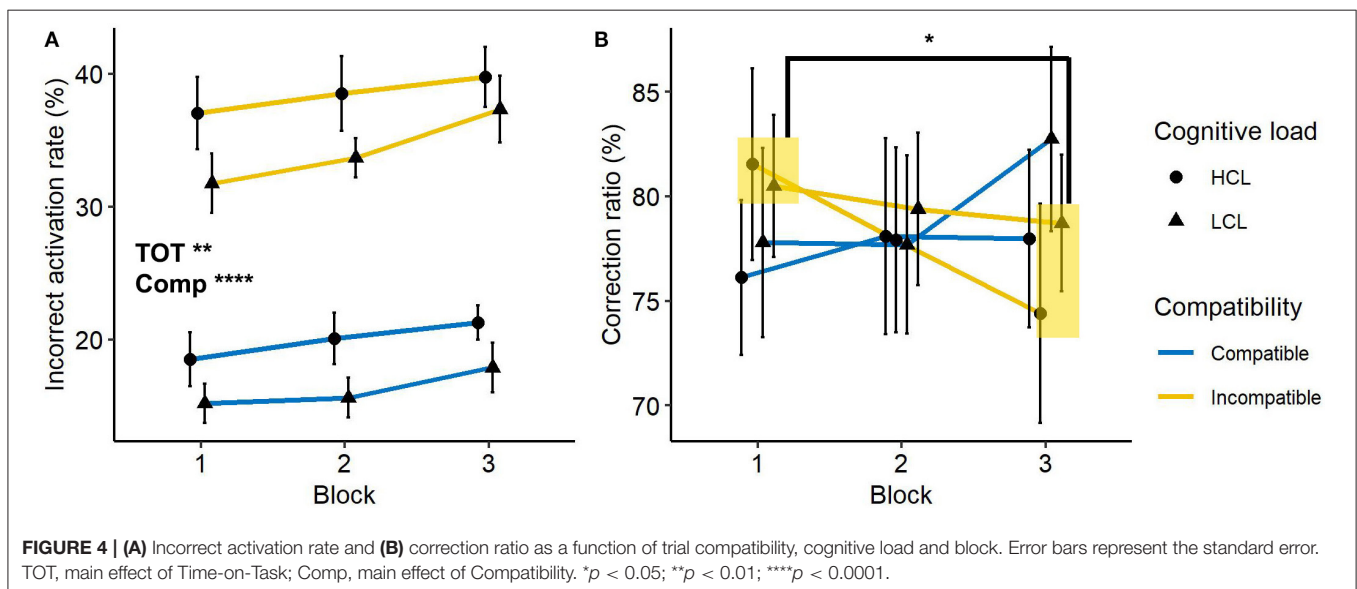 A
Incorrect activation rate (%)
40
30
20
TOT **
Comp ****
1 2 3
Block
B
*
Correction ratio (%)
85
80
75
70
1 2 3
Block
Cognitive load
HCL
LCL
Compatibility
Compatible
Incompatible
FIGURE 4 | (A) Incorrect activation rate and (B) correction ratio as a function of trial compatibility, cognitive load and block. Error bars represent the standard error.
TOT, main effect of Time-on-Task; Comp, main effect of Compatibility. *p < 0.05; **p < 0.01; ****p < 0.0001.